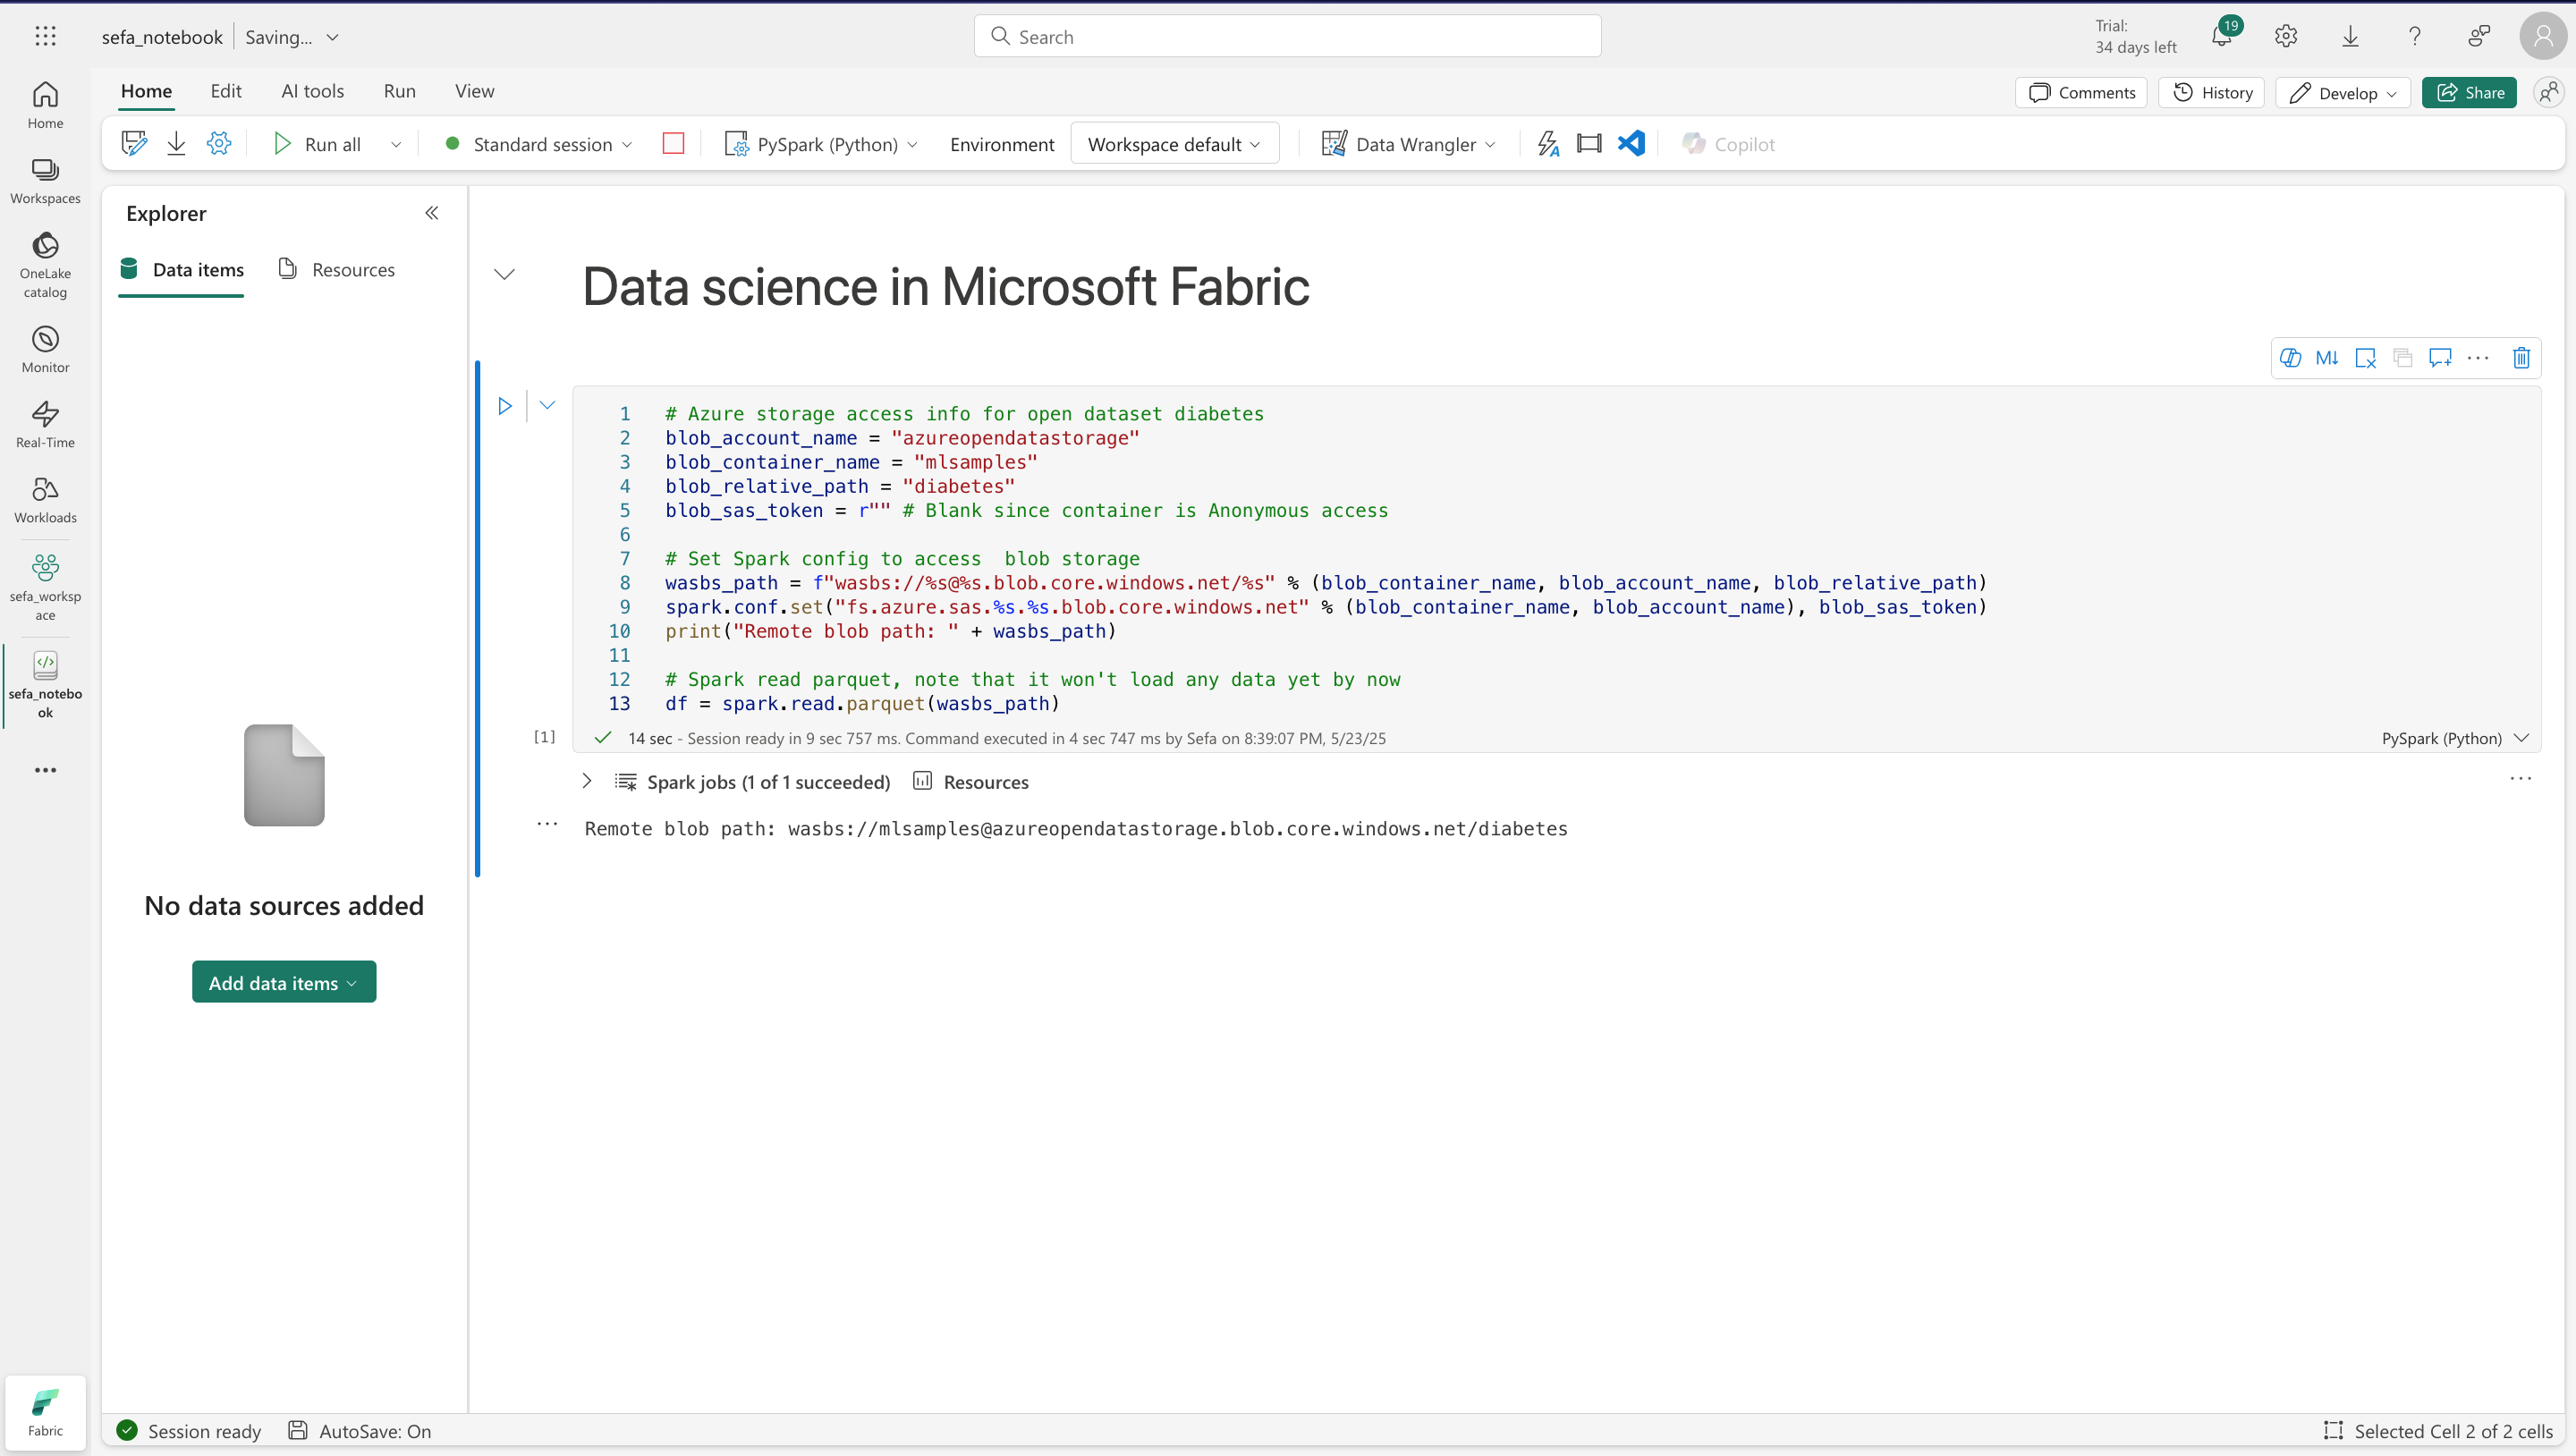 sefa_notebook
Saving...
Search
Trial:
34 days left
19
Home
Edit
AI tools
Run
View
Comments
History
Develop
Share
Run all
Standard session
PySpark (Python)
Environment
Workspace default
Data Wrangler
Copilot
Home
Workspaces
OneLake
catalog
Monitor
Real-Time
Workloads
sefa_worksp
ace
sefa_notebo
ok
Fabric
Explorer
Data items
Resources
No data sources added
Add data items
Data science in Microsoft Fabric
M↓
1 # Azure storage access info for open dataset diabetes
2 blob_account_name = "azureopendatastorage"
3 blob_container_name = "mlsamples"
4 blob_relative_path = "diabetes"
5 blob_sas_token = r"" # Blank since container is Anonymous access
6
7 # Set Spark config to access  blob storage
8 wasbs_path = f"wasbs://%s@%s.blob.core.windows.net/%s" % (blob_container_name, blob_account_name, blob_relative_path)
9 spark.conf.set("fs.azure.sas.%s.%s.blob.core.windows.net" % (blob_container_name, blob_account_name), blob_sas_token)
10 print("Remote blob path: " + wasbs_path)
11
12 # Spark read parquet, note that it won't load any data yet by now
13 df = spark.read.parquet(wasbs_path)
[1]
14 sec - Session ready in 9 sec 757 ms. Command executed in 4 sec 747 ms by Sefa on 8:39:07 PM, 5/23/25
PySpark (Python)
Spark jobs (1 of 1 succeeded)
Resources
Remote blob path: wasbs://mlsamples@azureopendatastorage.blob.core.windows.net/diabetes
Session ready
AutoSave: On
Selected Cell 2 of 2 cells